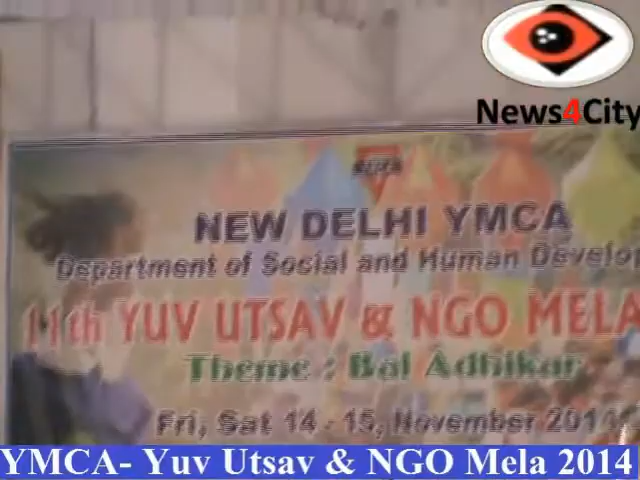 News4City
NEW DELHI YMCA
Department of Social and Human Develo
11th YUV UTSAV & NGO MELA
Theme : Bal Adhikar
Fri, Sat 14 - 15, November 2014
YMCA- Yuv Utsav & NGO Mela 2014